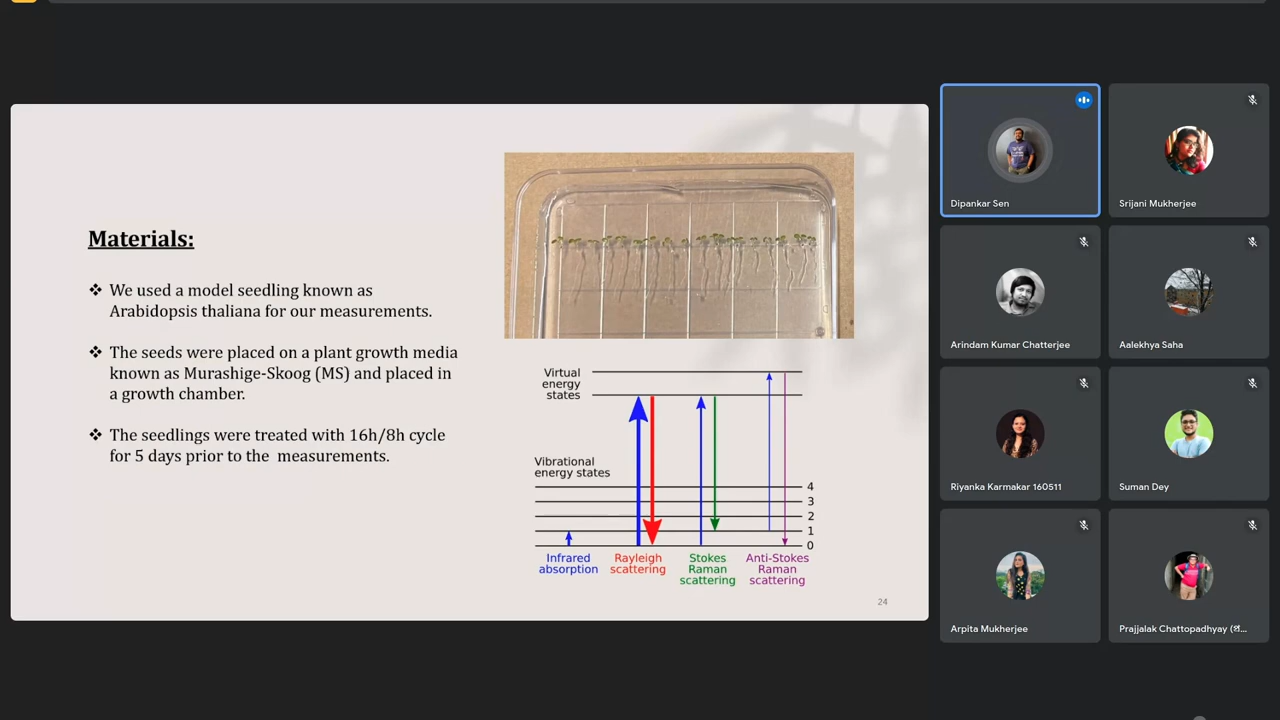 Materials:
❖ We used a model seedling known as
Arabidopsis thaliana for our measurements.
❖ The seeds were placed on a plant growth media
known as Murashige-Skoog (MS) and placed in
a growth chamber.
❖ The seedlings were treated with 16h/8h cycle
for 5 days prior to the measurements.
Virtual
energy
states
Vibrational
energy states
4
3
2
1
0
Infrared
absorption
Rayleigh
scattering
Stokes
Raman
scattering
Anti-Stokes
Raman
scattering
24
Dipankar Sen
Srijani Mukherjee
Arindam Kumar Chatterjee
Aalekhya Saha
Riyanka Karmakar 160511
Suman Dey
Arpita Mukherjee
Prajjalak Chattopadhyay